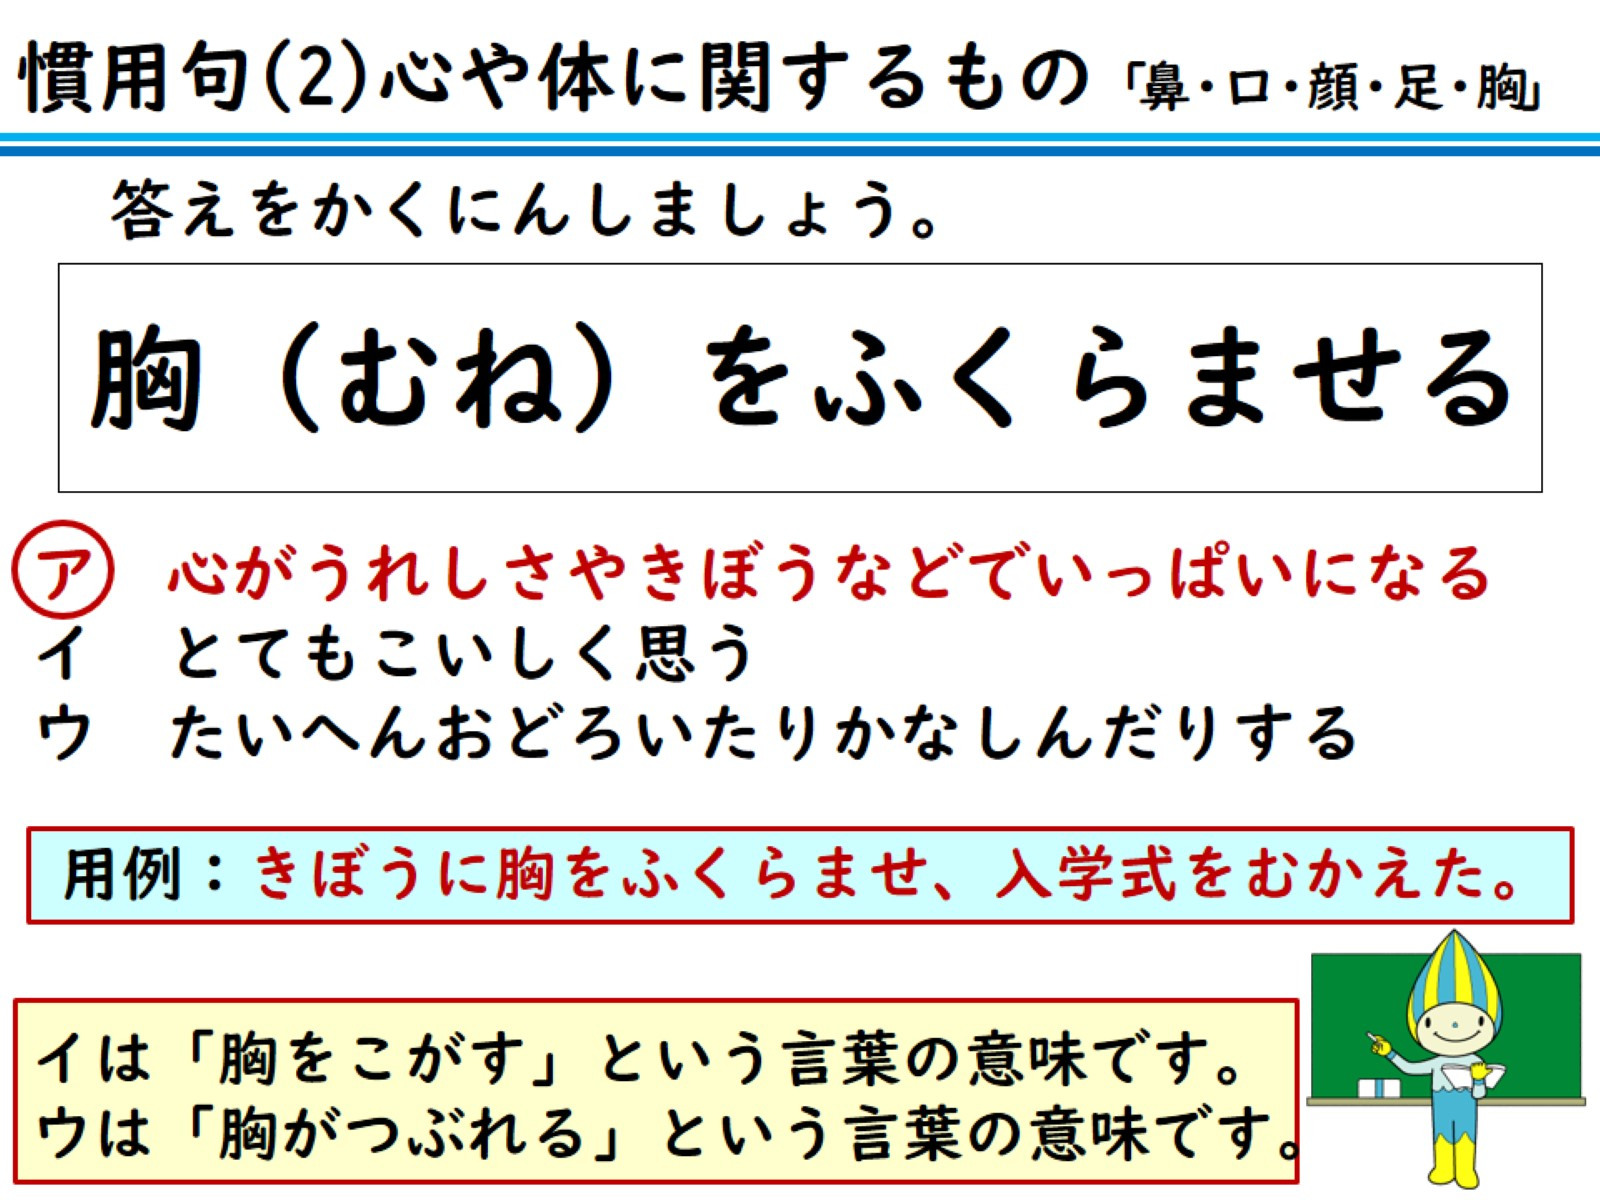 慣用句(2)心や体に関するもの「鼻・口・顔・足・胸」
答えをかくにんしましょう。
胸（むね）をふくらませる
ア　心がうれしさやきぼうなどでいっぱいになる
イ　とてもこいしく思う
ウ　たいへんおどろいたりかなしんだりする
用例：きぼうに胸をふくらませ、入学式をむかえた。
イは「胸をこがす」という言葉の意味です。
ウは「胸がつぶれる」という言葉の意味です。